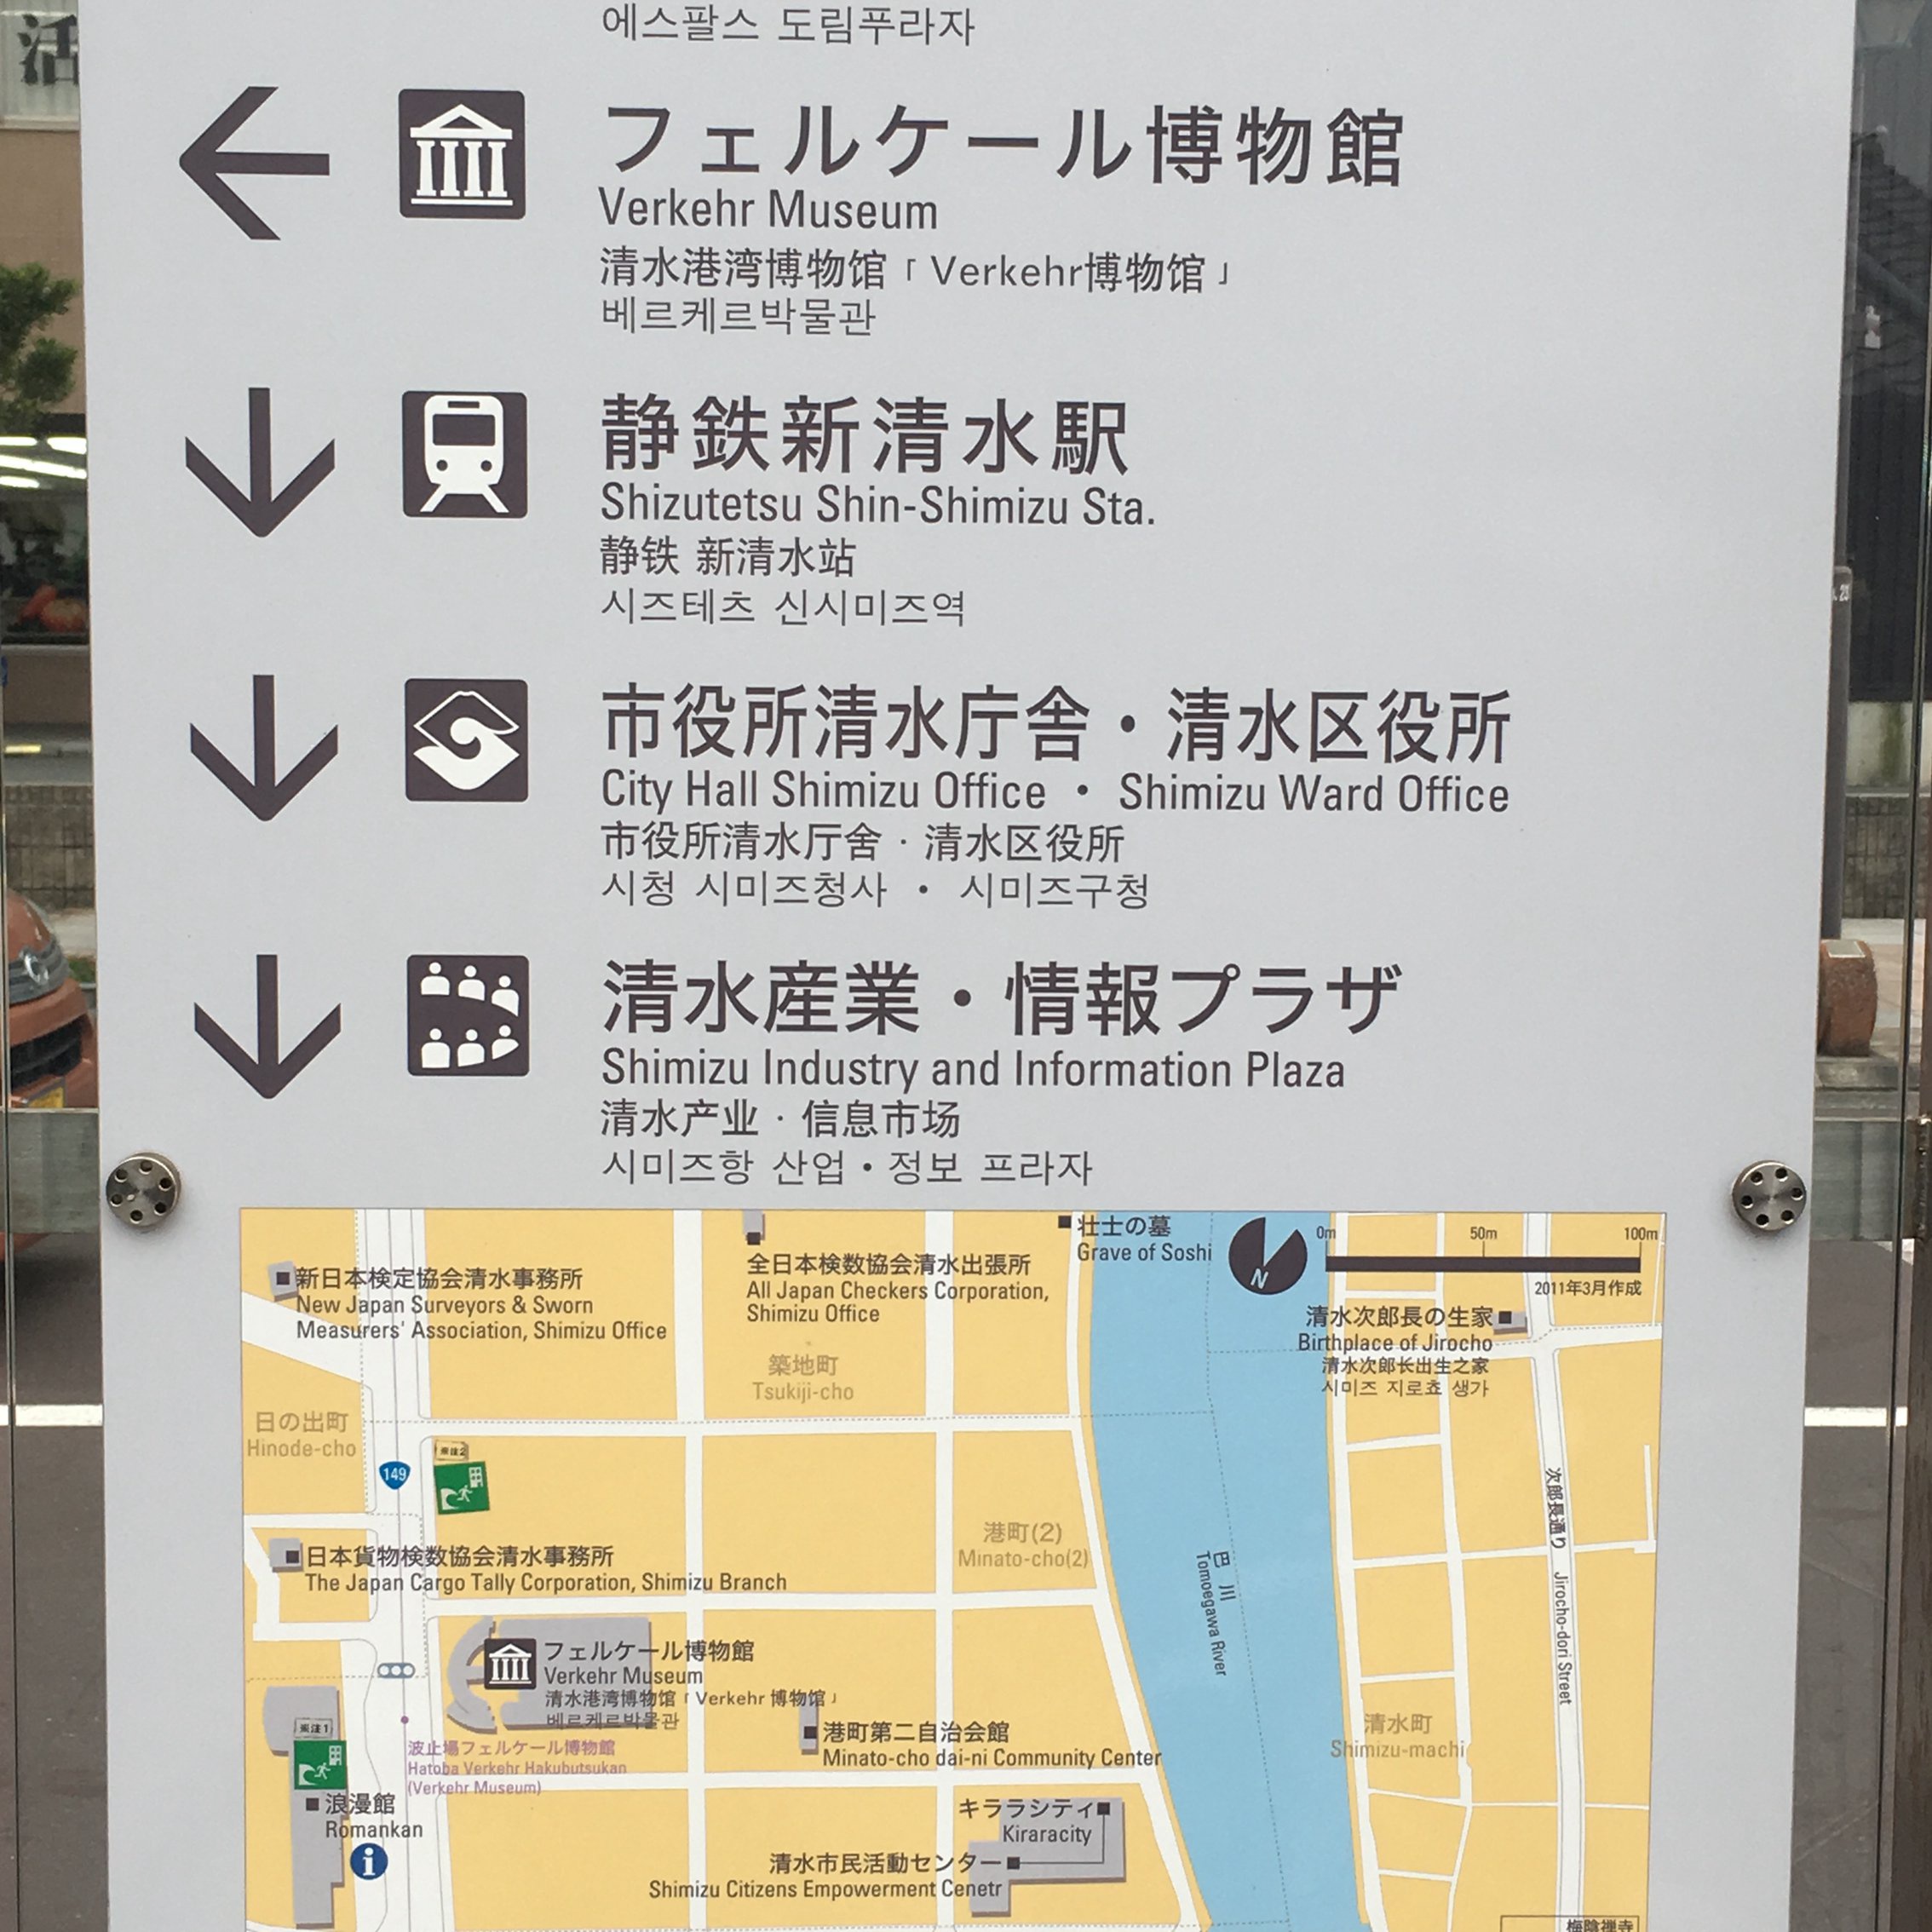 活
에스팔스 도림푸라자
フェルケール博物館
Verkehr Museum
清水港湾博物馆「Verkehr博物馆」
베르케르박물관
静鉄新清水駅
Shizutetsu Shin-Shimizu Sta.
静铁 新清水站
시즈테츠 신시미즈역
市役所清水庁舎・清水区役所
City Hall Shimizu Office ・ Shimizu Ward Office
市役所清水厅舍・清水区役所
시청 시미즈청사 ・ 시미즈구청
清水産業・情報プラザ
Shimizu Industry and Information Plaza
清水产业・信息市场
시미즈항 산업・정보 프라자
新日本検定協会清水事務所
New Japan Surveyors & Sworn
Measurers' Association, Shimizu Office
全日本検数協会清水出張所
All Japan Checkers Corporation,
Shimizu Office
壮士の墓
Grave of Soshi
N
0m 50m 100m
2011年3月作成
清水次郎長の生家
Birthplace of Jirocho
清水次郎长出生之家
시미즈 지로쵸 생가
築地町
Tsukiji-cho
日の出町
Hinode-cho
149
※注2
港町(2)
Minato-cho(2)
日本貨物検数協会清水事務所
The Japan Cargo Tally Corporation, Shimizu Branch
巴川
Tomoegawa River
次郎長通り Jirocho-dori Street
フェルケール博物館
Verkehr Museum
清水港湾博物馆「Verkehr 博物馆」
베르케르박물관
※注1
波止場フェルケール博物館
Hatoba Verkehr Hakubutsukan
(Verkehr Museum)
港町第二自治会館
Minato-cho dai-ni Community Center
清水町
Shimizu-machi
浪漫館
Romankan
i
キララシティ
Kiraracity
清水市民活動センター
Shimizu Citizens Empowerment Cenetr
梅陰禅寺